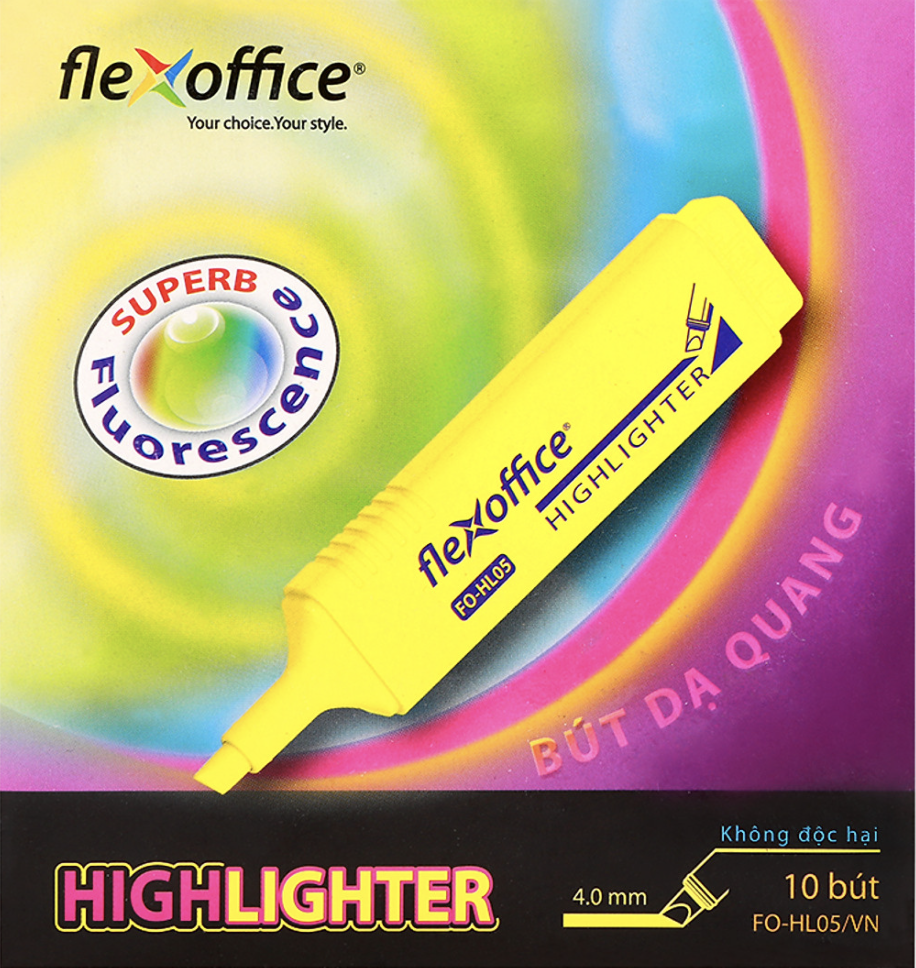 flexoffice®
Your choice.Your style.
SUPERB
Fluorescence
flexoffice®
HIGHLIGHTER
FO-HL05
BÚT DẠ QUANG
Không độc hại
HIGHLIGHTER
4.0 mm
10 bút
FO-HL05/VN